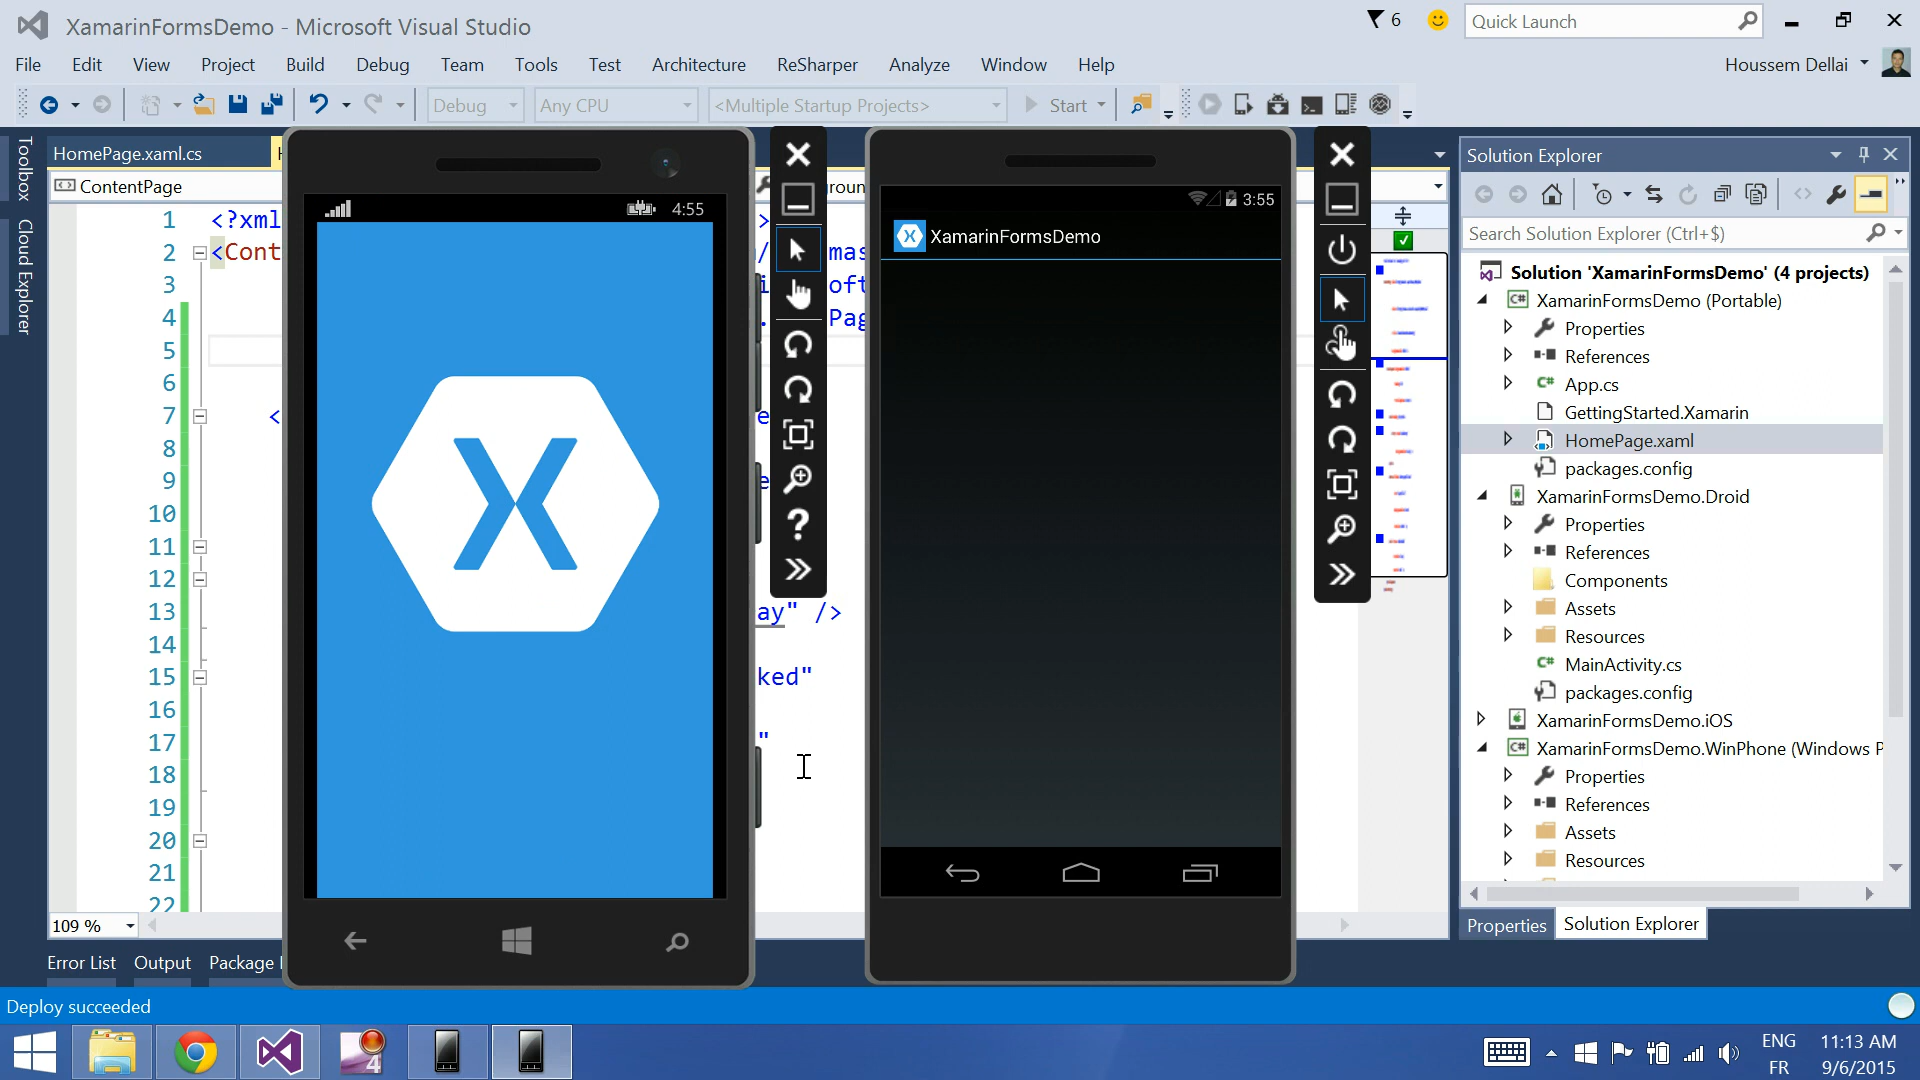 XamarinFormsDemo - Microsoft Visual Studio
6
Quick Launch
File Edit View Project Build Debug Team Tools Test Architecture ReSharper Analyze Window Help
Houssem Dellai
Debug
Any CPU
<Multiple Startup Projects>
Start
Toolbox
Cloud Explorer
HomePage.xaml.cs
ContentPage
1 <?xml
2 <Cont
3
4
5
6
7 <
8
9
10
11
12
13 ay" />
14
15 ked"
16
17 "
18
19
20
21
22
109 %
4:55
3:55
XamarinFormsDemo
Solution Explorer
Search Solution Explorer (Ctrl+$)
Solution 'XamarinFormsDemo' (4 projects)
XamarinFormsDemo (Portable)
Properties
References
App.cs
GettingStarted.Xamarin
HomePage.xaml
packages.config
XamarinFormsDemo.Droid
Properties
References
Components
Assets
Resources
MainActivity.cs
packages.config
XamarinFormsDemo.iOS
XamarinFormsDemo.WinPhone (Windows P
Properties
References
Assets
Resources
Properties
Solution Explorer
Error List Output Package
Deploy succeeded
4
ENG
FR
11:13 AM
9/6/2015